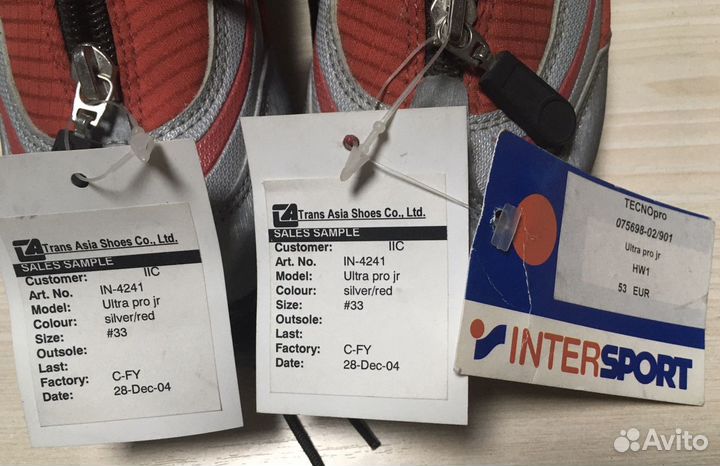 TA Trans Asia Shoes Co., Ltd.
SALES SAMPLE
Customer: IIC
Art. No. IN-4241
Model: Ultra pro jr
Colour: silver/red
Size: #33
Outsole:
Last:
Factory: C-FY
Date: 28-Dec-04
TA Trans Asia Shoes Co., Ltd.
SALES SAMPLE
Customer: IIC
Art. No. IN-4241
Model: Ultra pro jr
Colour: silver/red
Size: #33
Outsole:
Last:
Factory: C-FY
Date: 28-Dec-04
TECNOpro
075698-02/901
Ultra pro jr
HW1
53 EUR
INTERSPORT
Avito